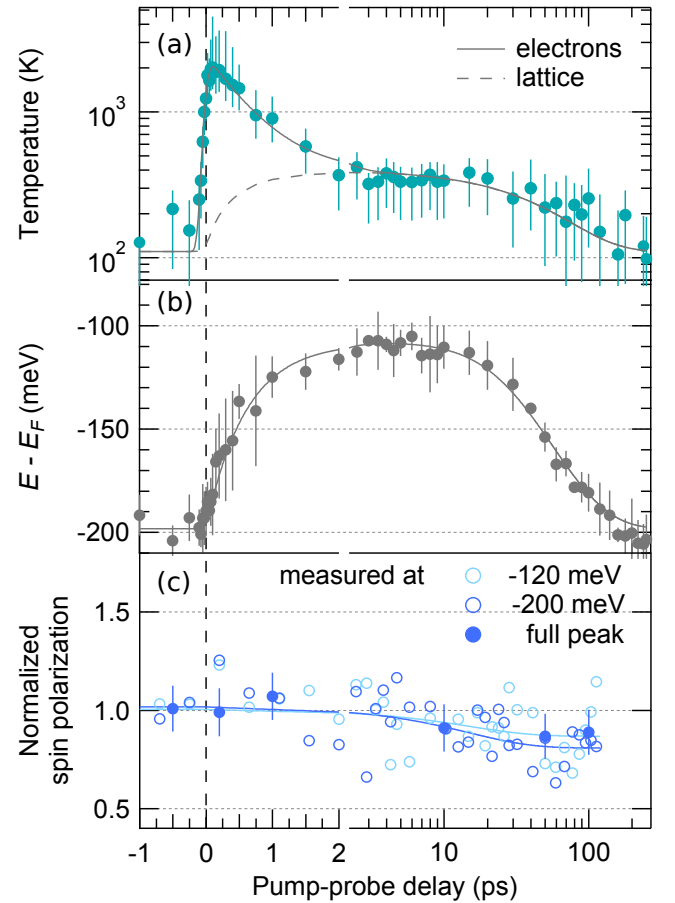 (a)
electrons
lattice
Temperature (K)
10³
10²
(b)
-100
-150
-200
E - E_F (meV)
(c)
measured at
-120 meV
-200 meV
full peak
1.5
1.0
0.5
Normalized
spin polarization
-1 0 1 2 10 100
Pump-probe delay (ps)